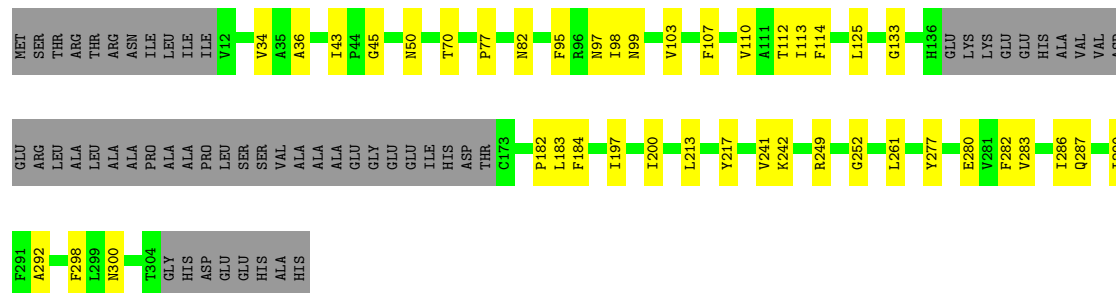 MET SER THR ARG THR ARG ASN ILE LEU ILE ILE V12 V34 A35 A36 I43 P44 G45 N50 T70 P77 N82 F95 R96 N97 I98 N99 V103 F107 V110 A111 T112 I113 F114 L125 G133 H136 GLU LYS LYS GLU GLU HIS ALA VAL VAL
GLU ARG LEU ALA LEU ALA ALA PRO ALA ALA PRO LEU SER SER VAL ALA ALA ALA GLU GLY GLU GLU ILE HIS ASP THR C173 P182 L183 F184 I197 I200 L213 Y217 V241 K242 R249 G252 L261 Y277 E280 V281 F282 V283 I286 Q287
F291 A292 F298 L299 N300 T304 GLY HIS ASP GLU GLU HIS ALA HIS